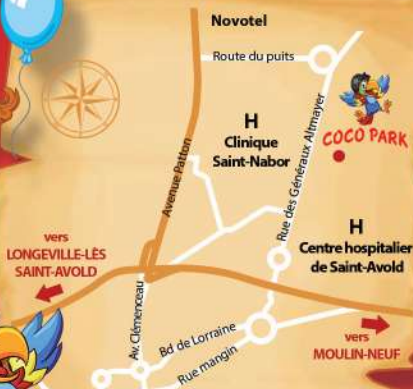 Novotel
Route du puits
H
Clinique
Saint-Nabor
COCO PARK
Avenue Patton
Rue des Généraux Altmayer
H
Centre hospitalier
de Saint-Avold
vers
LONGEVILLE-LÈS
SAINT-AVOLD
Av. Clémenceau
Bd de Lorraine
Rue mangin
vers
MOULIN-NEUF